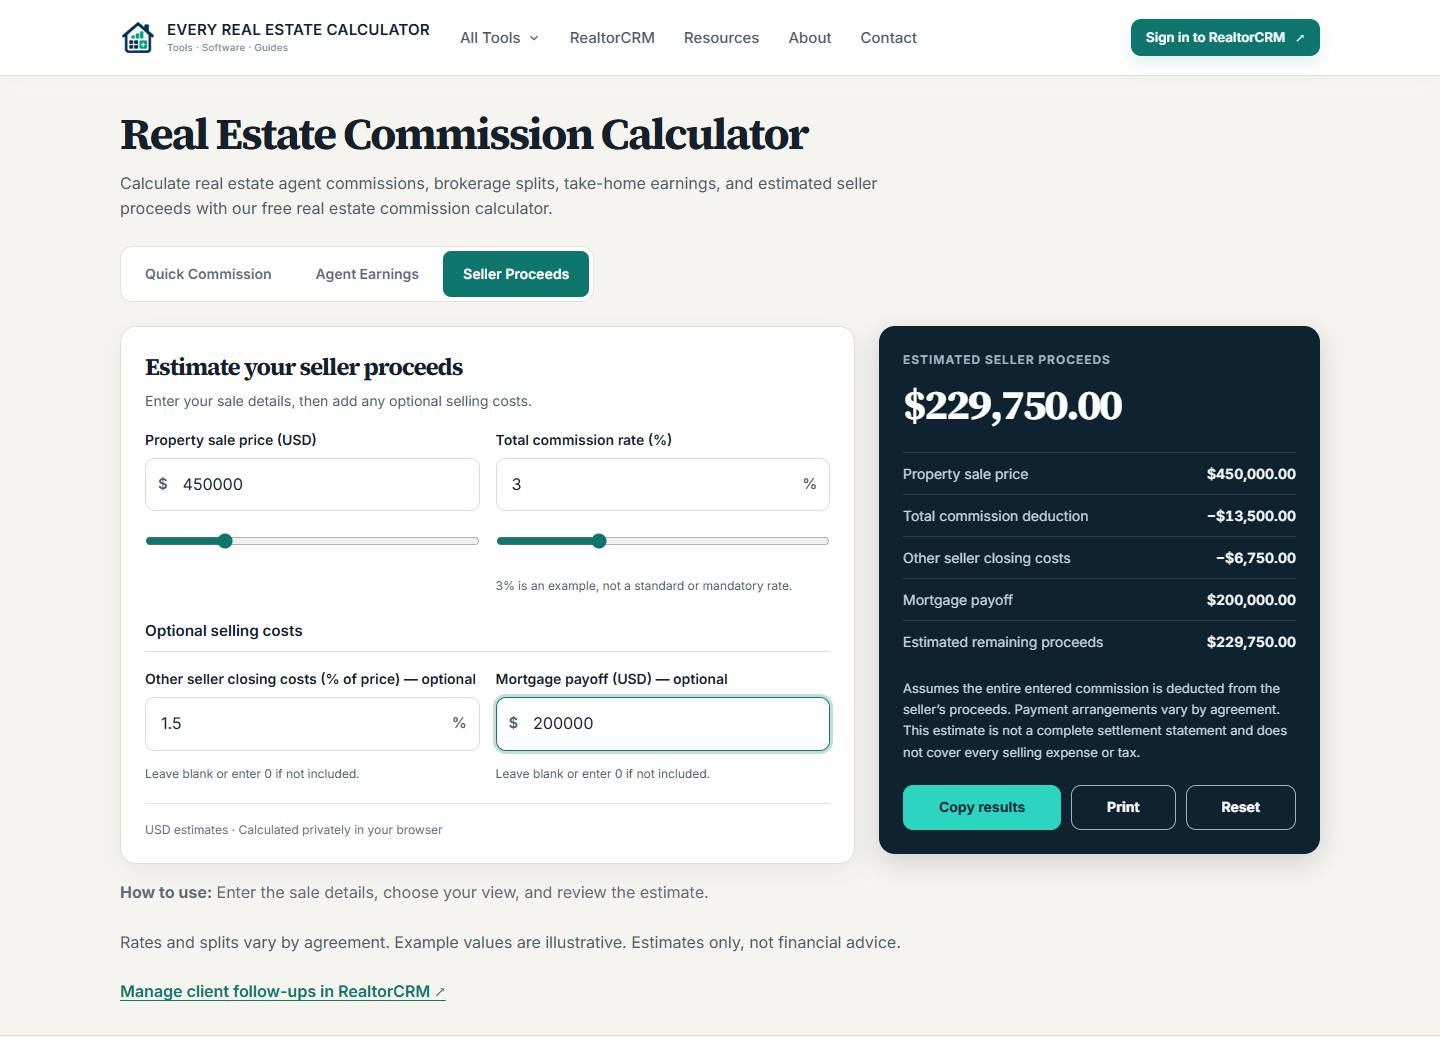 EVERY REAL ESTATE CALCULATOR
Tools · Software · Guides
All Tools
RealtorCRM
Resources
About
Contact
Sign in to RealtorCRM ↗
Real Estate Commission Calculator
Calculate real estate agent commissions, brokerage splits, take-home earnings, and estimated seller
proceeds with our free real estate commission calculator.
Quick Commission
Agent Earnings
Seller Proceeds
Estimate your seller proceeds
Enter your sale details, then add any optional selling costs.
Property sale price (USD)
$ 450000
Total commission rate (%)
3 %
3% is an example, not a standard or mandatory rate.
Optional selling costs
Other seller closing costs (% of price) — optional
1.5 %
Leave blank or enter 0 if not included.
Mortgage payoff (USD) — optional
$ 200000
Leave blank or enter 0 if not included.
USD estimates · Calculated privately in your browser
ESTIMATED SELLER PROCEEDS
$229,750.00
Property sale price $450,000.00
Total commission deduction −$13,500.00
Other seller closing costs −$6,750.00
Mortgage payoff $200,000.00
Estimated remaining proceeds $229,750.00
Assumes the entire entered commission is deducted from the
seller’s proceeds. Payment arrangements vary by agreement.
This estimate is not a complete settlement statement and does
not cover every selling expense or tax.
Copy results
Print
Reset
How to use: Enter the sale details, choose your view, and review the estimate.
Rates and splits vary by agreement. Example values are illustrative. Estimates only, not financial advice.
Manage client follow-ups in RealtorCRM ↗